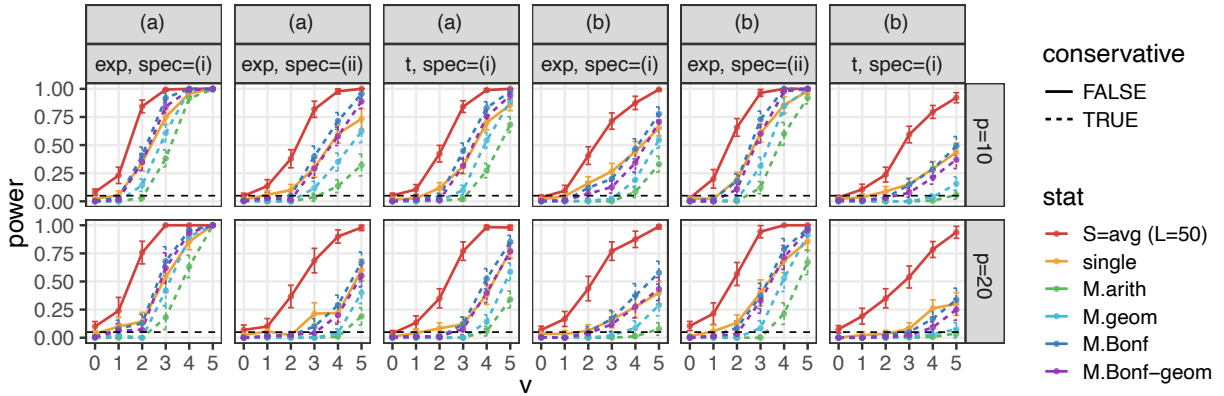 (a) (a) (a) (b) (b) (b)
exp, spec=(i) exp, spec=(ii) t, spec=(i) exp, spec=(i) exp, spec=(ii) t, spec=(i)
1.00
0.75
0.50
0.25
0.00
p=10
1.00
0.75
0.50
0.25
0.00
p=20
power
0 1 2 3 4 5 0 1 2 3 4 5 0 1 2 3 4 5 0 1 2 3 4 5 0 1 2 3 4 5 0 1 2 3 4 5
v
conservative
FALSE
TRUE
stat
S=avg (L=50)
single
M.arith
M.geom
M.Bonf
M.Bonf−geom